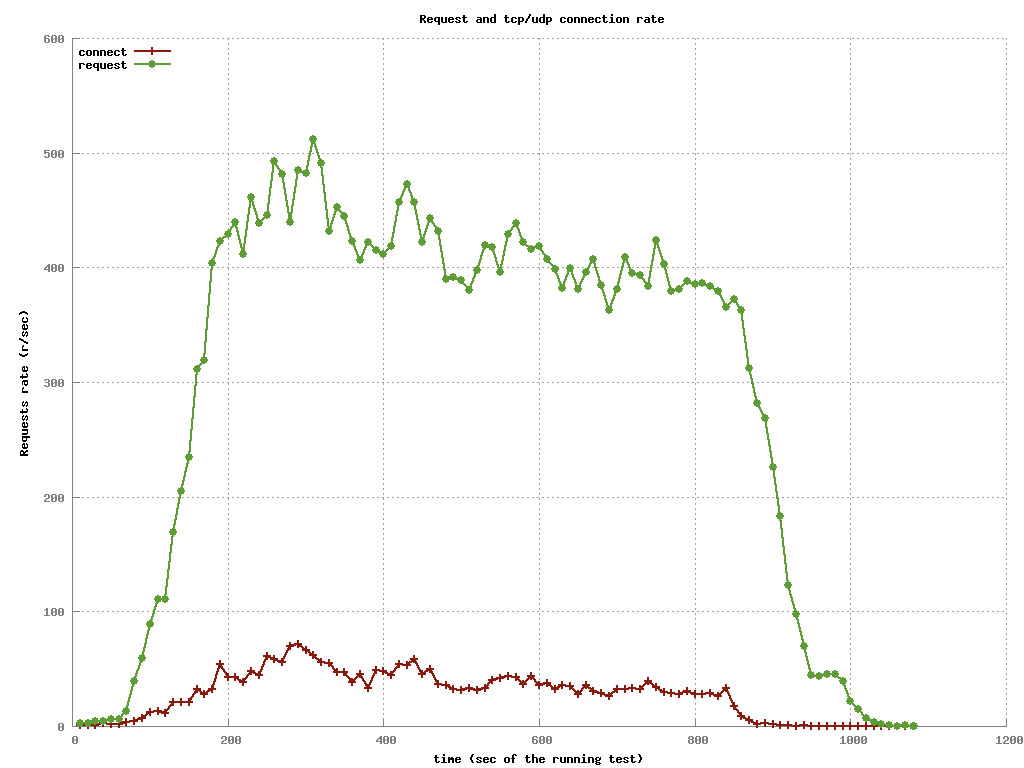 Request and tcp/udp connection rate
600
connect
request
500
400
Requests rate (r/sec)
300
200
100
0
0 200 400 600 800 1000 1200
time (sec of the running test)